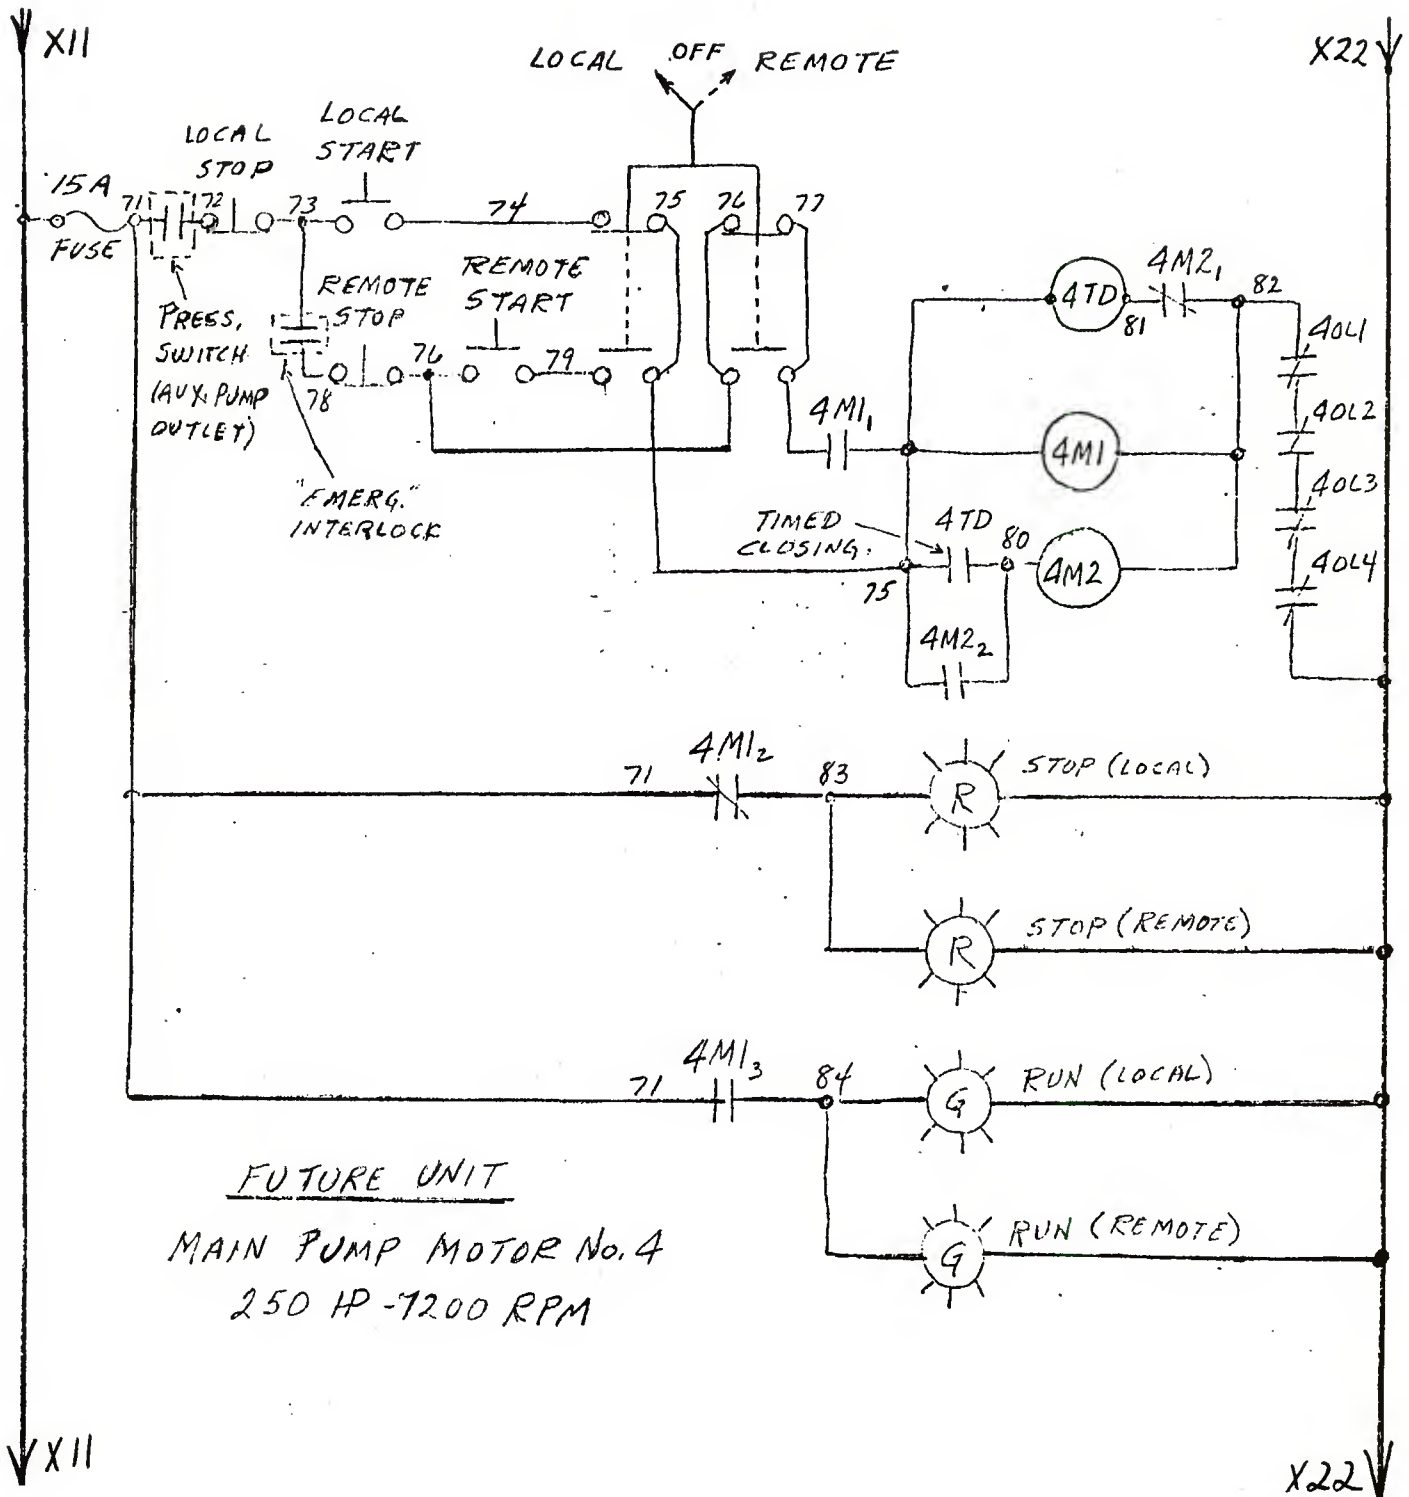 X11
X22
LOCAL OFF REMOTE
LOCAL
STOP
LOCAL
START
15A
FUSE
71
72
73
74
75
76
77
PRESS.
SWITCH
(AUX. PUMP
OUTLET)
REMOTE
STOP
REMOTE
START
78
76
79
"EMERG."
INTERLOCK
4M1₁
4TD
81
4M2₁
82
4M1
TIMED
CLOSING.
4TD
80
4M2
75
4M2₂
4OL1
4OL2
4OL3
4OL4
71
4M1₂
83
R
STOP (LOCAL)
R
STOP (REMOTE)
71
4M1₃
84
G
RUN (LOCAL)
G
RUN (REMOTE)
FUTURE UNIT
MAIN PUMP MOTOR No. 4
250 HP - 1200 RPM
X11
X22